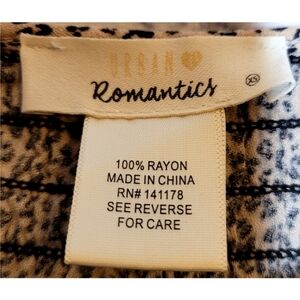 URBAN
Romantics
XS
100% RAYON
MADE IN CHINA
RN# 141178
SEE REVERSE
FOR CARE